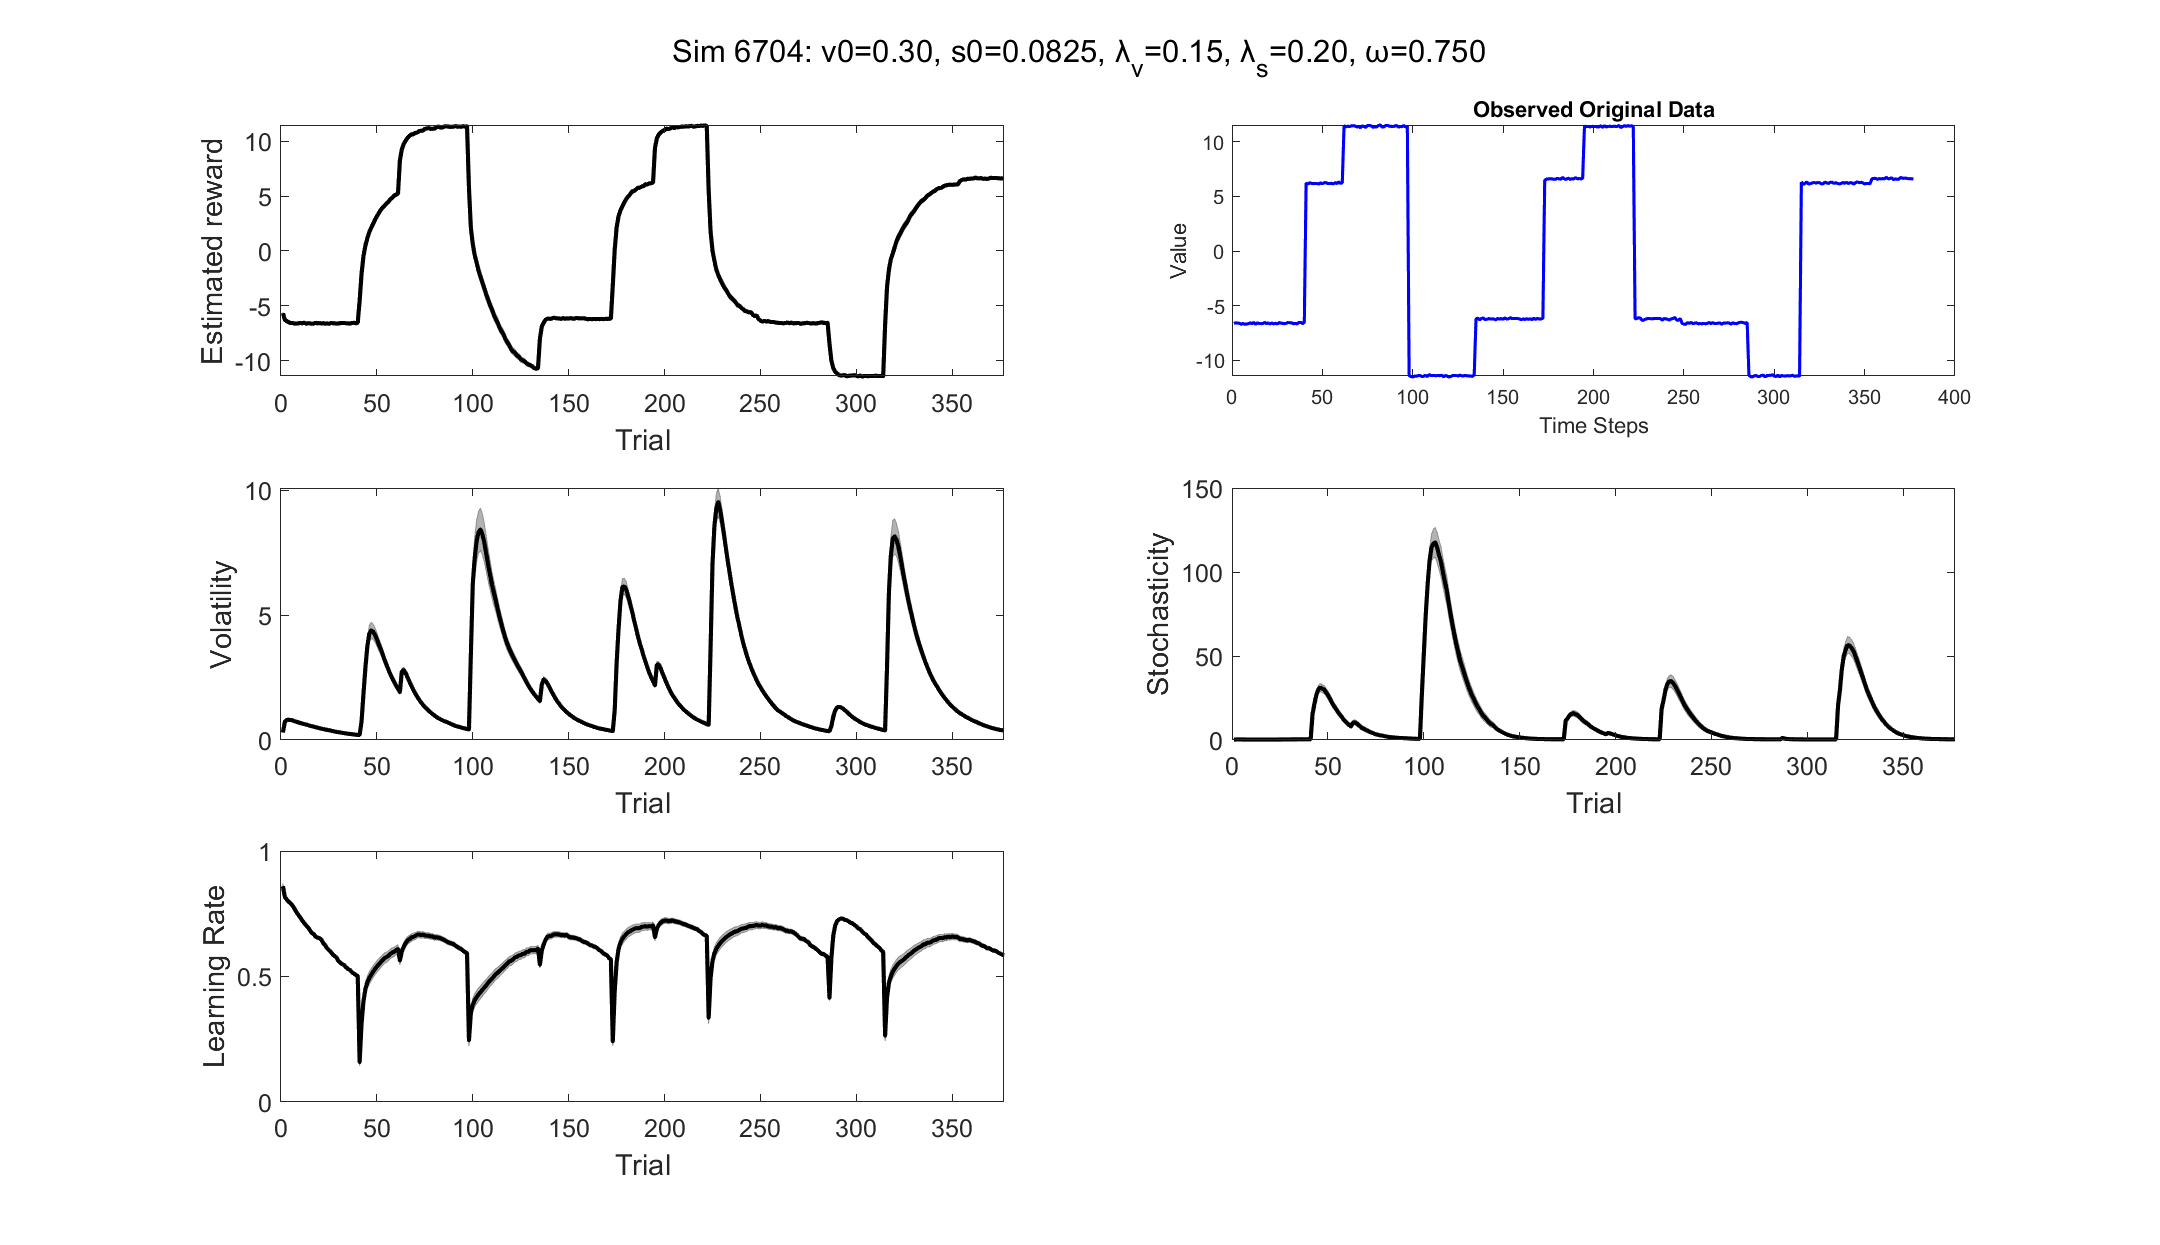 Sim 6704: v0=0.30, s0=0.0825, λ_v=0.15, λ_s=0.20, ω=0.750
Estimated reward
10
5
0
-5
-10
0 50 100 150 200 250 300 350
Trial
Observed Original Data
Value
10
5
0
-5
-10
0 50 100 150 200 250 300 350 400
Time Steps
Volatility
10
5
0
0 50 100 150 200 250 300 350
Trial
Stochasticity
150
100
50
0
0 50 100 150 200 250 300 350
Trial
Learning Rate
1
0.5
0
0 50 100 150 200 250 300 350
Trial